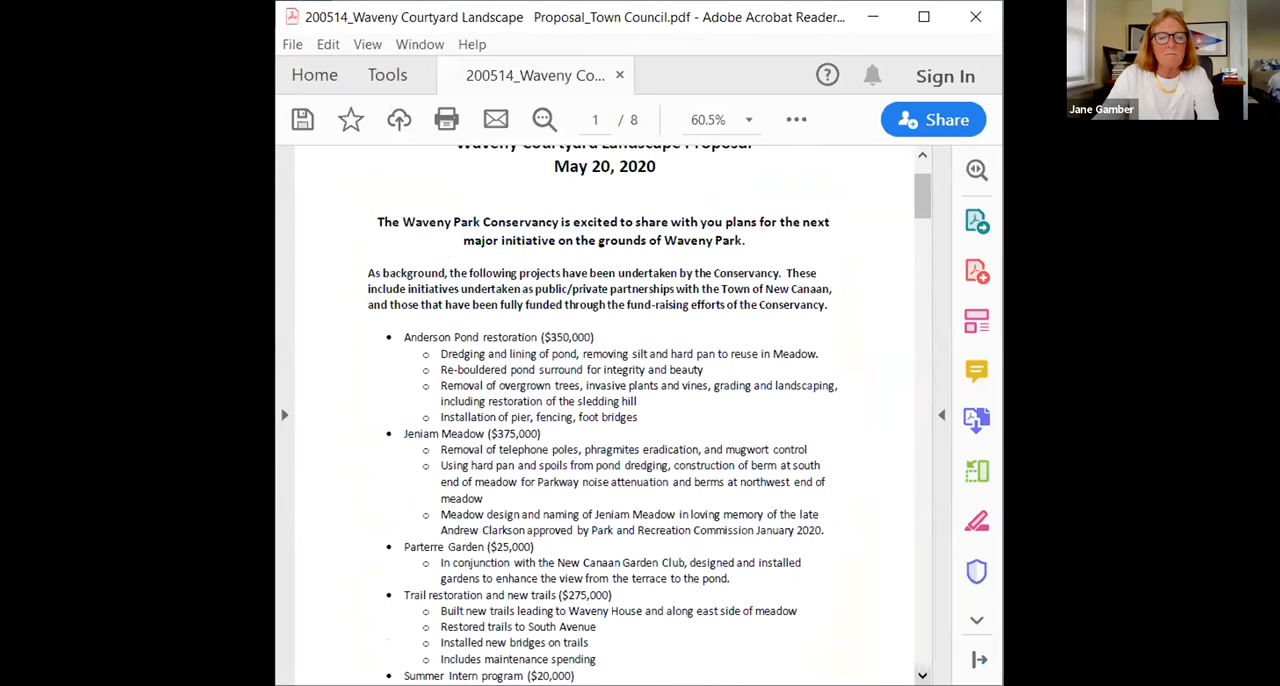 200514_Waveny Courtyard Landscape Proposal_Town Council.pdf - Adobe Acrobat Reader...
File Edit View Window Help
Home Tools 200514_Waveny Co... × Sign In
1 / 8 60.5% Share
Waveny Courtyard Landscape Proposal
May 20, 2020
The Waveny Park Conservancy is excited to share with you plans for the next
major initiative on the grounds of Waveny Park.
As background, the following projects have been undertaken by the Conservancy. These
include initiatives undertaken as public/private partnerships with the Town of New Canaan,
and those that have been fully funded through the fund-raising efforts of the Conservancy.
• Anderson Pond restoration ($350,000)
o Dredging and lining of pond, removing silt and hard pan to reuse in Meadow.
o Re-bouldered pond surround for integrity and beauty
o Removal of overgrown trees, invasive plants and vines, grading and landscaping,
including restoration of the sledding hill
o Installation of pier, fencing, foot bridges
• Jeniam Meadow ($375,000)
o Removal of telephone poles, phragmites eradication, and mugwort control
o Using hard pan and spoils from pond dredging, construction of berm at south
end of meadow for Parkway noise attenuation and berms at northwest end of
meadow
o Meadow design and naming of Jeniam Meadow in loving memory of the late
Andrew Clarkson approved by Park and Recreation Commission January 2020.
• Parterre Garden ($25,000)
o In conjunction with the New Canaan Garden Club, designed and installed
gardens to enhance the view from the terrace to the pond.
• Trail restoration and new trails ($275,000)
o Built new trails leading to Waveny House and along east side of meadow
o Restored trails to South Avenue
o Installed new bridges on trails
o Includes maintenance spending
• Summer Intern program ($20,000)
Jane Gamber